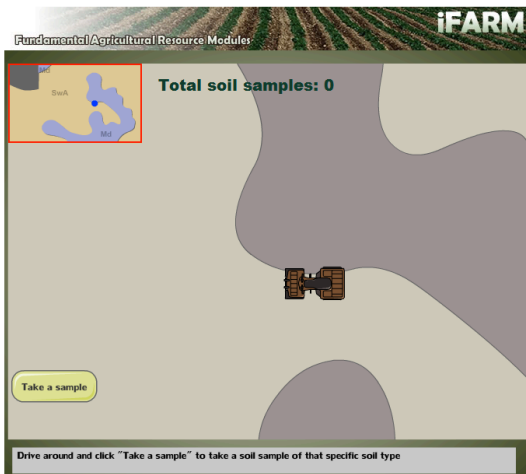 iFARM
Fundamental Agricultural Resource Modules
Total soil samples: 0
Md
SwA
Md
Take a sample
Drive around and click "Take a sample" to take a soil sample of that specific soil type